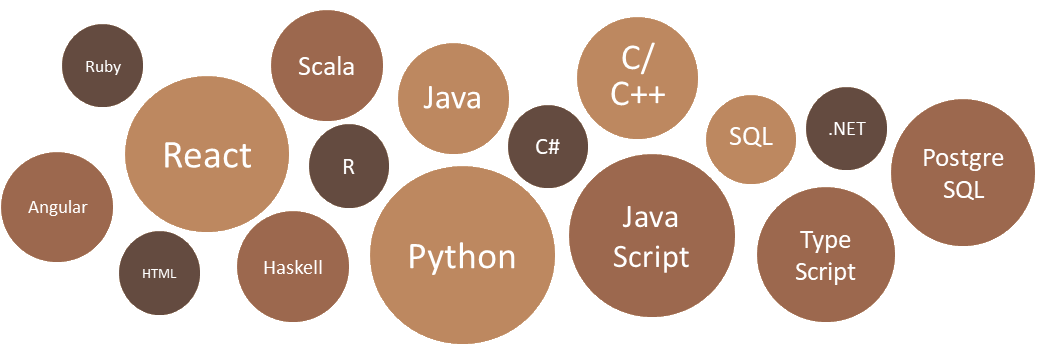 Ruby
Scala
Java
C/
C++
React
R
C#
SQL
.NET
Postgre
SQL
Angular
HTML
Haskell
Python
Java
Script
Type
Script